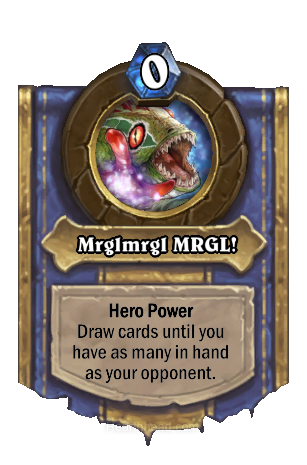 0
Mrglmrgl MRGL!
Hero Power
Draw cards until you
have as many in hand
as your opponent.